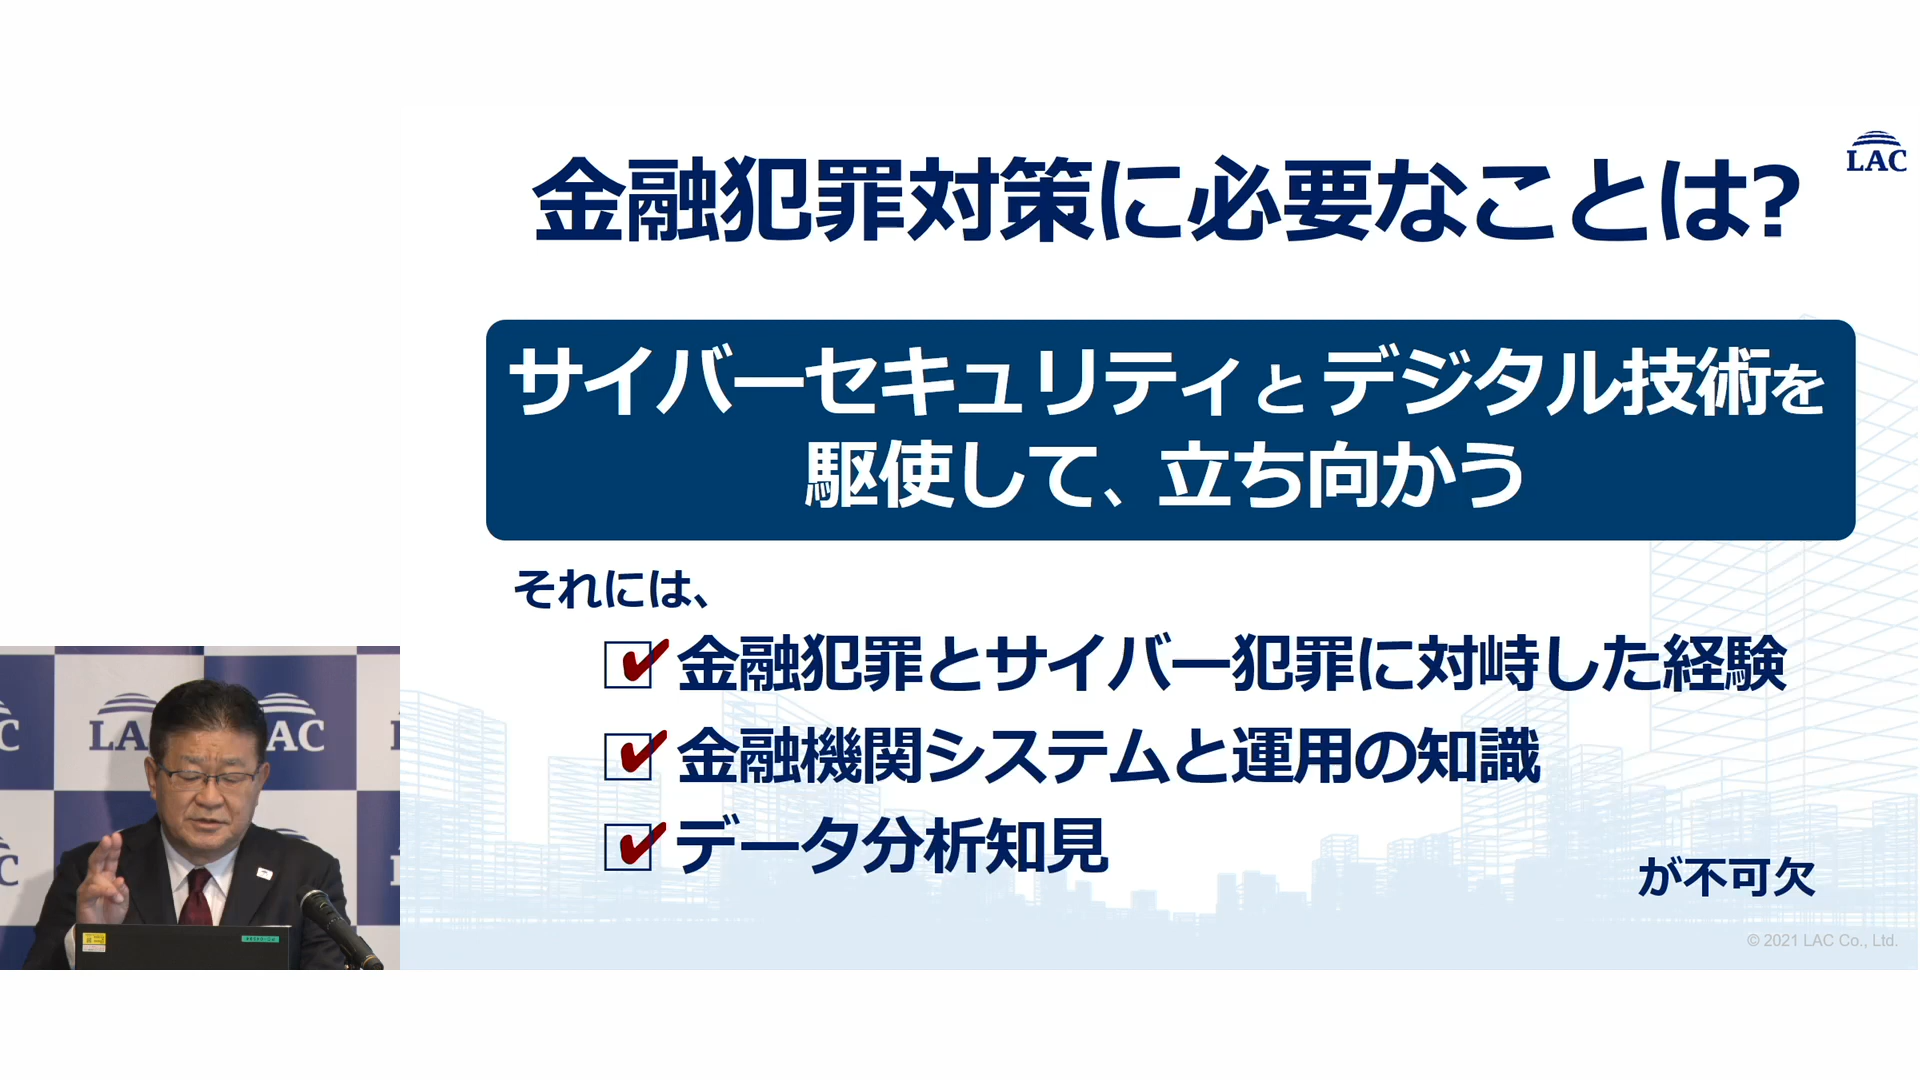 金融犯罪対策に必要なことは?
LAC
サイバーセキュリティとデジタル技術を
駆使して、立ち向かう
それには、
金融犯罪とサイバー犯罪に対峙した経験
金融機関システムと運用の知識
データ分析知見
が不可欠
© 2021 LAC Co., Ltd.
LAC
LAC